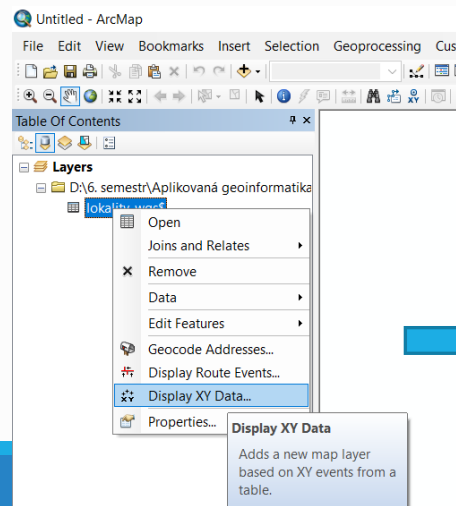 Untitled - ArcMap
File Edit View Bookmarks Insert Selection Geoprocessing Cus
Table Of Contents
Layers
D:\6. semestr\Aplikovaná geoinformatika
lokality_wgs$
Open
Joins and Relates
Remove
Data
Edit Features
Geocode Addresses...
Display Route Events...
Display XY Data...
Properties...
Display XY Data
Adds a new map layer
based on XY events from a
table.